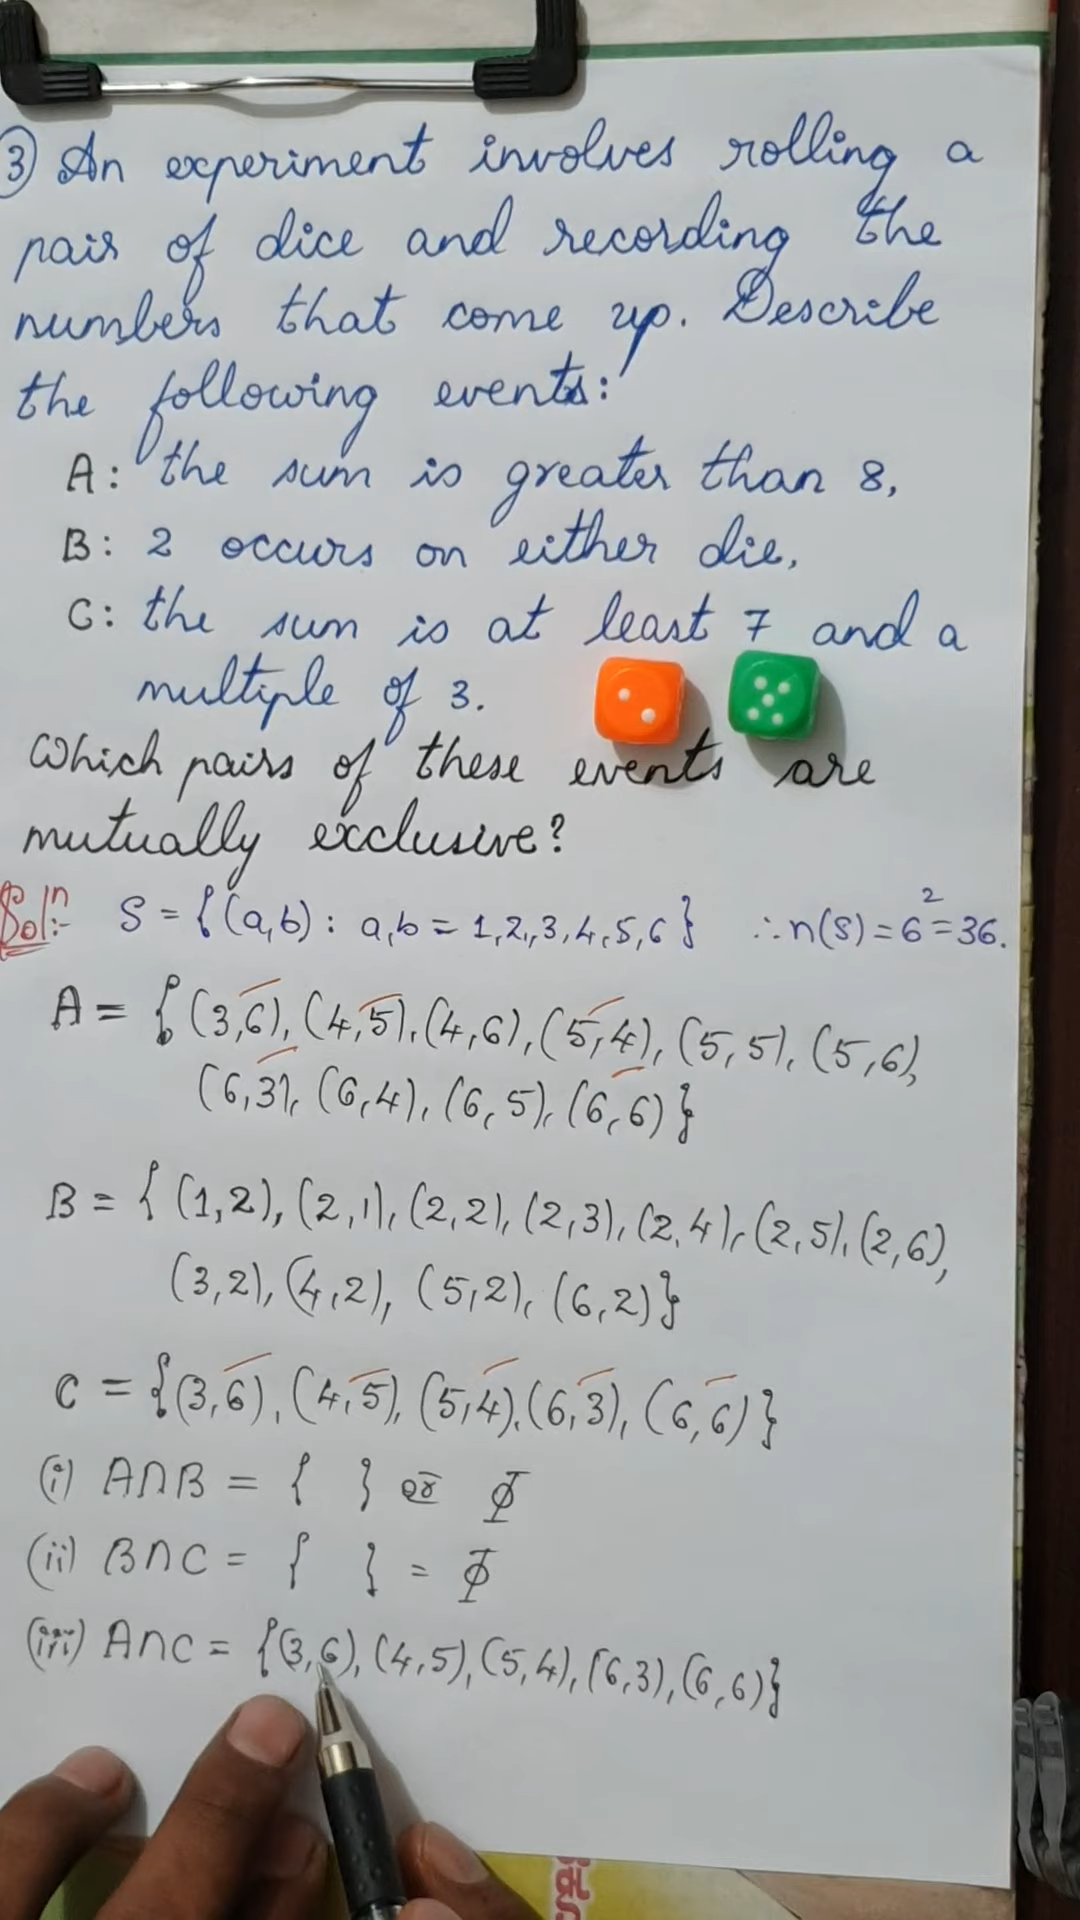 3) An experiment involves rolling a
pair of dice and recording the
numbers that come up. Describe
the following events:
A: the sum is greater than 8,
B: 2 occurs on either die,
C: the sum is at least 7 and a
multiple of 3.
Which pairs of these events are
mutually exclusive?
Solⁿ:- S = {(a,b) : a,b = 1,2,3,4,5,6} ∴n(S) = 6² = 36.
A = {(3,6), (4,5), (4,6), (5,4), (5,5), (5,6),
(6,3), (6,4), (6,5), (6,6)}
B = {(1,2), (2,1), (2,2), (2,3), (2,4), (2,5), (2,6),
(3,2), (4,2), (5,2), (6,2)}
C = {(3,6), (4,5), (5,4), (6,3), (6,6)}
(i) A∩B = { } or Φ
(ii) B∩C = { } = Φ
(iii) A∩C = {(3,6), (4,5), (5,4), (6,3), (6,6)}